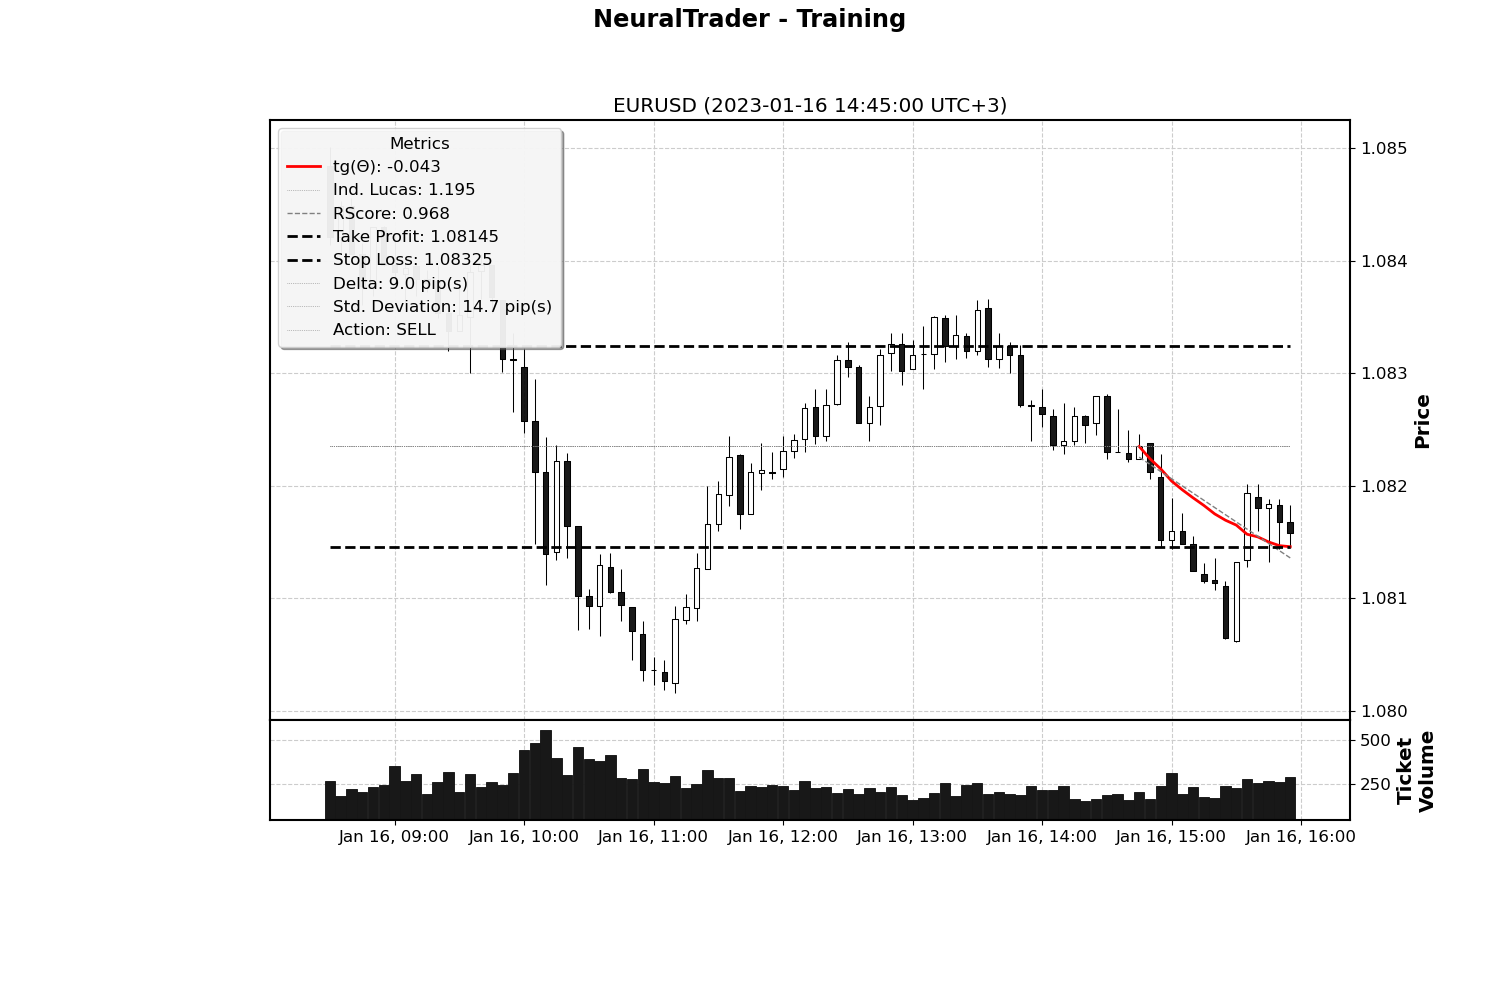 NeuralTrader - Training
EURUSD (2023-01-16 14:45:00 UTC+3)
Metrics
tg(Θ): -0.043
Ind. Lucas: 1.195
RScore: 0.968
Take Profit: 1.08145
Stop Loss: 1.08325
Delta: 9.0 pip(s)
Std. Deviation: 14.7 pip(s)
Action: SELL
1.085
1.084
1.083
1.082
1.081
1.080
Price
500
250
Ticket
Volume
Jan 16, 09:00
Jan 16, 10:00
Jan 16, 11:00
Jan 16, 12:00
Jan 16, 13:00
Jan 16, 14:00
Jan 16, 15:00
Jan 16, 16:00